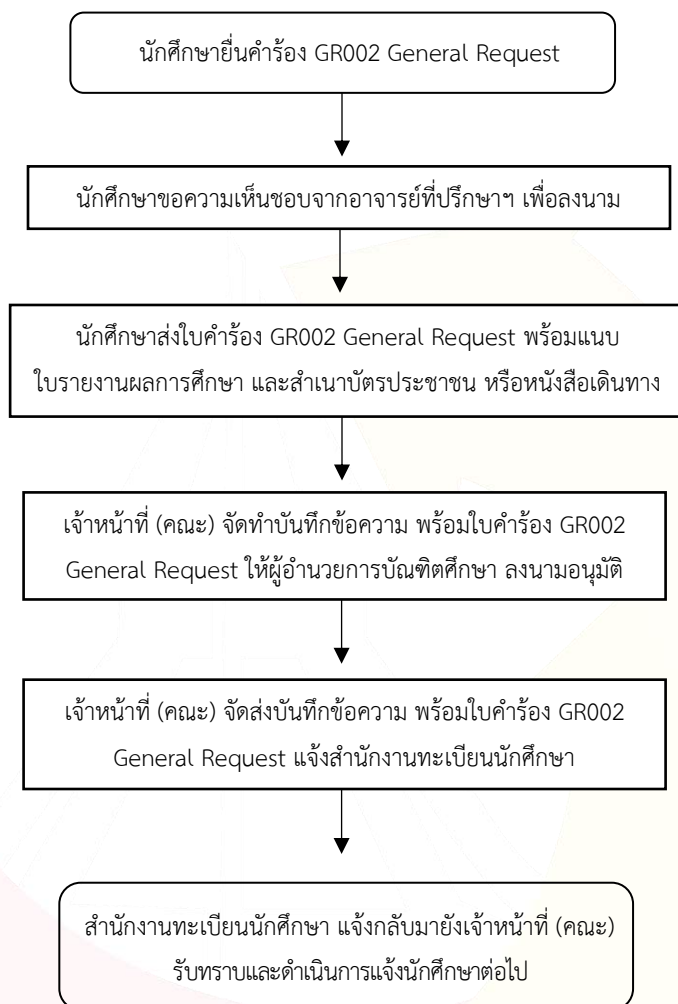 นักศึกษายื่นคำร้อง GR002 General Request
นักศึกษาขอความเห็นชอบจากอาจารย์ที่ปรึกษาฯ เพื่อลงนาม
นักศึกษาส่งใบคำร้อง GR002 General Request พร้อมแนบ
ใบรายงานผลการศึกษา และสำเนาบัตรประชาชน หรือหนังสือเดินทาง
เจ้าหน้าที่ (คณะ) จัดทำบันทึกข้อความ พร้อมใบคำร้อง GR002
General Request ให้ผู้อำนวยการบัณฑิตศึกษา ลงนามอนุมัติ
เจ้าหน้าที่ (คณะ) จัดส่งบันทึกข้อความ พร้อมใบคำร้อง GR002
General Request แจ้งสำนักงานทะเบียนนักศึกษา
สำนักงานทะเบียนนักศึกษา แจ้งกลับมายังเจ้าหน้าที่ (คณะ)
รับทราบและดำเนินการแจ้งนักศึกษาต่อไป